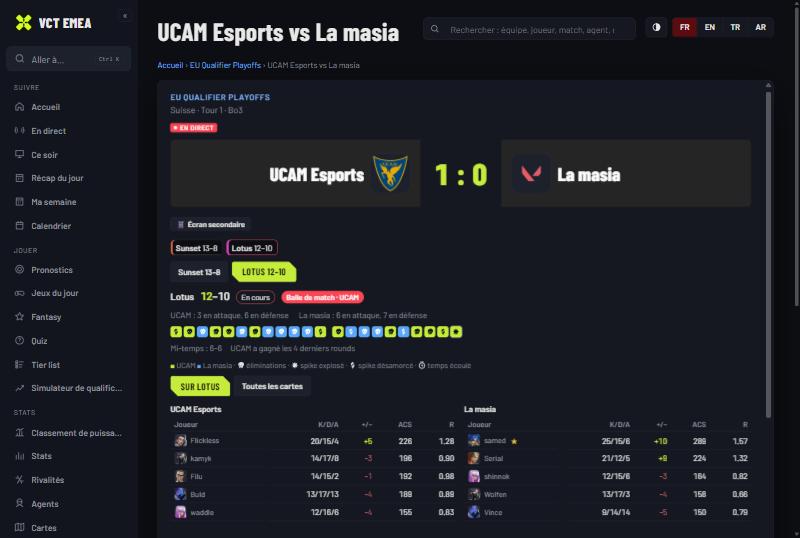 VCT EMEA
«
Aller à...
Ctrl K
SUIVRE
Accueil
En direct
Ce soir
Récap du jour
Ma semaine
Calendrier
JOUER
Pronostics
Jeux du jour
Fantasy
Quiz
Tier list
Simulateur de qualific...
STATS
Classement de puissa...
Stats
Rivalités
Agents
Cartes
UCAM Esports vs La masia
Rechercher : équipe, joueur, match, agent,
FR EN TR AR
Accueil › EU Qualifier Playoffs › UCAM Esports vs La masia
EU QUALIFIER PLAYOFFS
Suisse · Tour 1 · Bo3
EN DIRECT
UCAM Esports 1 : 0 La masia
Écran secondaire
Sunset 13–8 Lotus 12–10
Sunset 13–8 LOTUS 12–10
Lotus 12–10 En cours Balle de match · UCAM
UCAM : 3 en attaque, 6 en défense La masia : 6 en attaque, 7 en défense
Mi-temps : 6–6 UCAM a gagné les 4 derniers rounds
UCAM La masia · éliminations · spike explosé · spike désamorcé · temps écoulé
SUR LOTUS Toutes les cartes
UCAM Esports
Joueur K/D/A +/– ACS R
Flickless 20/15/4 +5 226 1.28
kamyk 14/17/8 –3 196 0.90
Filu 14/15/2 –1 192 0.98
Buld 13/17/13 –4 189 0.89
waddle 12/16/6 –4 155 0.83
La masia
Joueur K/D/A +/– ACS R
samed ★ 25/15/6 +10 289 1.57
Serial 21/12/5 +9 224 1.32
shinnok 12/15/6 –3 164 0.82
Wolfen 13/17/3 –4 158 0.66
Vince 9/14/14 –5 150 0.79